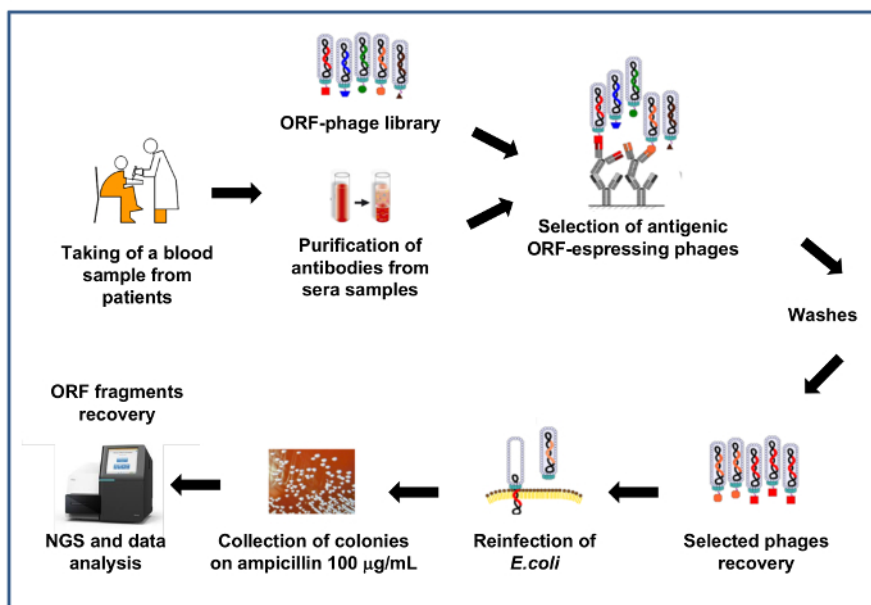 ORF-phage library
Taking of a blood
sample from
patients
Purification of
antibodies from
sera samples
Selection of antigenic
ORF-espressing phages
Washes
Selected phages
recovery
Reinfection of
E.coli
Collection of colonies
on ampicillin 100 μg/mL
ORF fragments
recovery
NGS and data
analysis